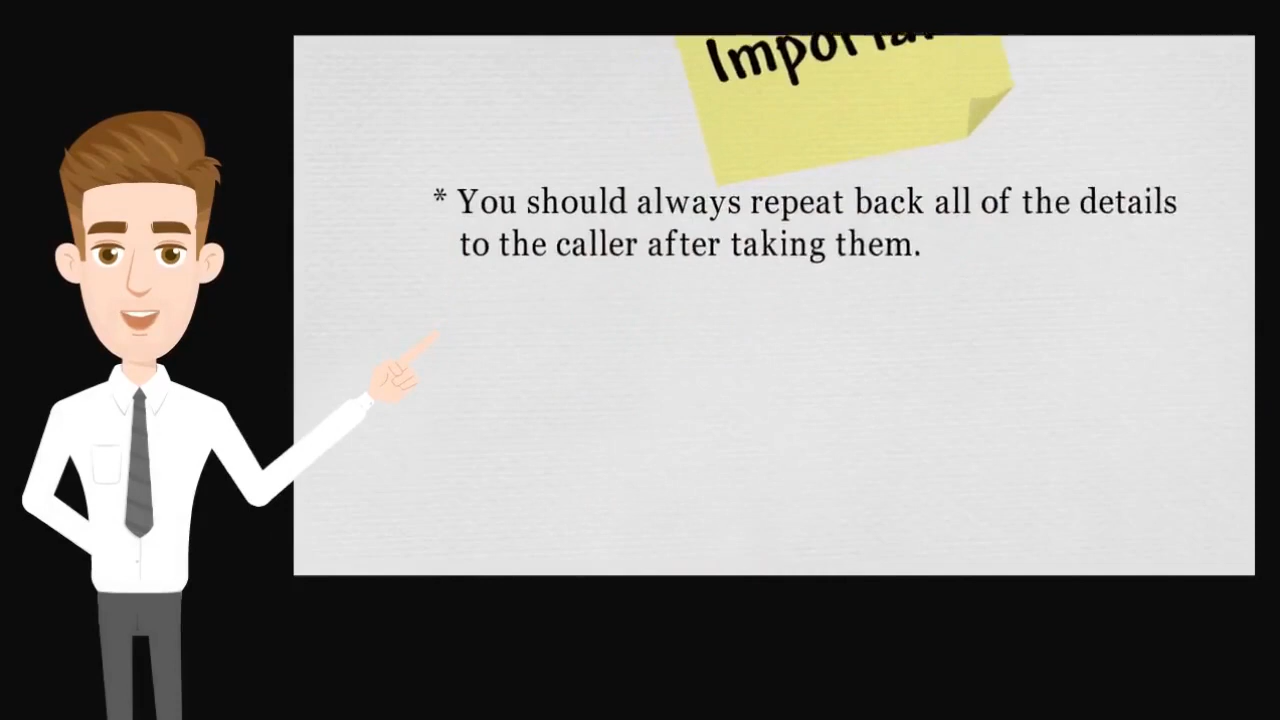 * You should always repeat back all of the details
to the caller after taking them.